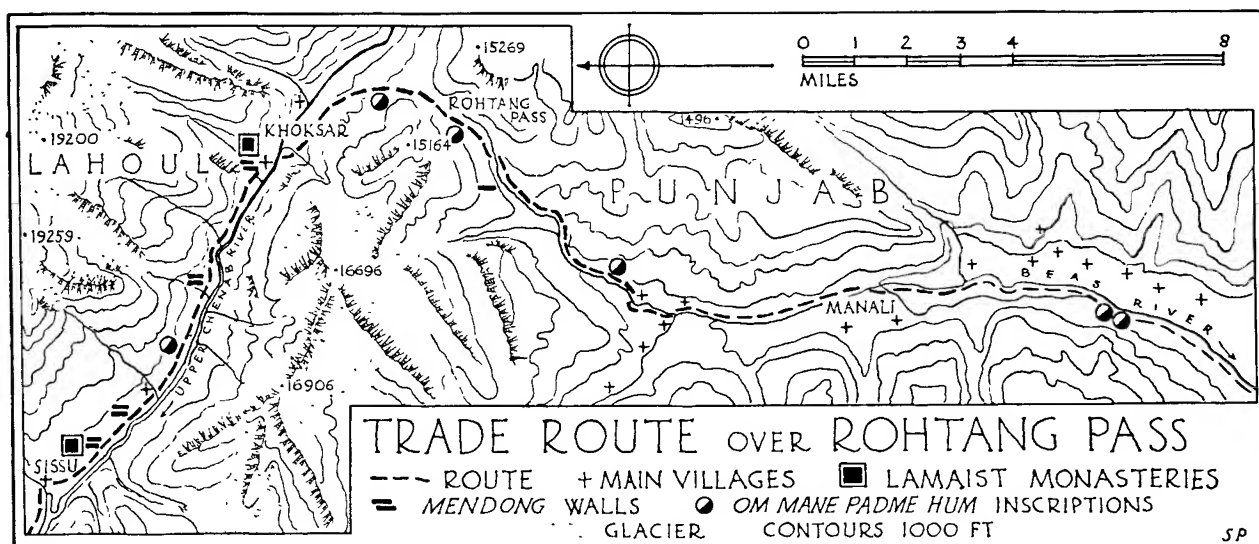 0 1 2 3 4 8
MILES
·15269
ROHTANG
PASS
KHOKSAR
·19200
·15164
1496·
LAHOUL
PUNJAB
·19259
UPPER CHENAB RIVER
·16696
BEAS RIVER
MANALI
·16906
SISSU
TRADE ROUTE OVER ROHTANG PASS
ROUTE + MAIN VILLAGES LAMAIST MONASTERIES
MENDONG WALLS OM MANE PADME HUM INSCRIPTIONS
GLACIER CONTOURS 1000 FT
SP